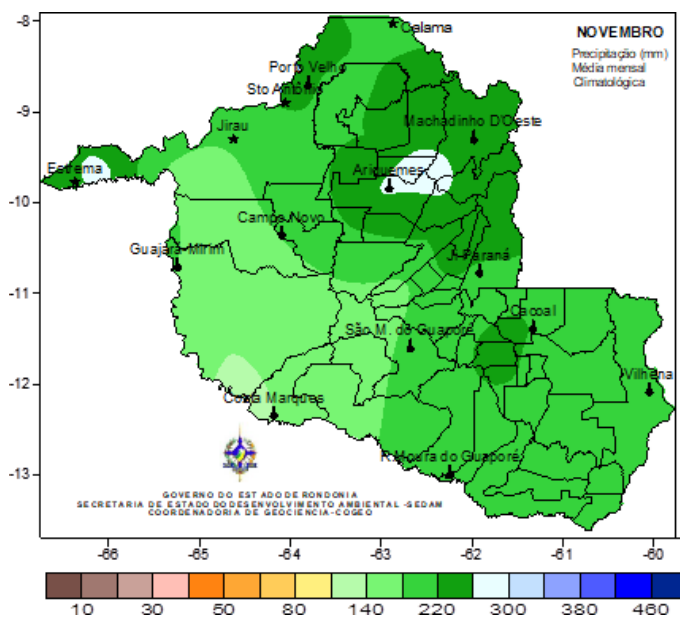 NOVEMBRO
Precipitação (mm)
Média mensal
Climatológica
-8
-9
-10
-11
-12
-13
Calama
Porto Velho
Sto Antônio
Jirau
Machadinho D'Oeste
Estrema
Ariquemes
Campo Novo
Guajará-Mirim
Ji-Paraná
Cacoal
São M. do Guaporé
Vilhena
Costa Marques
R.Moura do Guaporé
GOVERNO DO ESTADO DE RONDONIA
SECRETARIA DE ESTADO DO DESENVOLVIMENTO AMBIENTAL -SEDAM
COORDENADORIA DE GEOCIENCIA-COGEO
-66 -65 -64 -63 -62 -61 -60
10 30 50 80 140 220 300 380 460